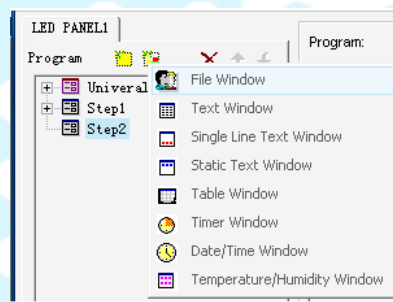 LED PANEL1
Program
Program:
Univeral
Step1
Step2
File Window
Text Window
Single Line Text Window
Static Text Window
Table Window
Timer Window
Date/Time Window
Temperature/Humidity Window